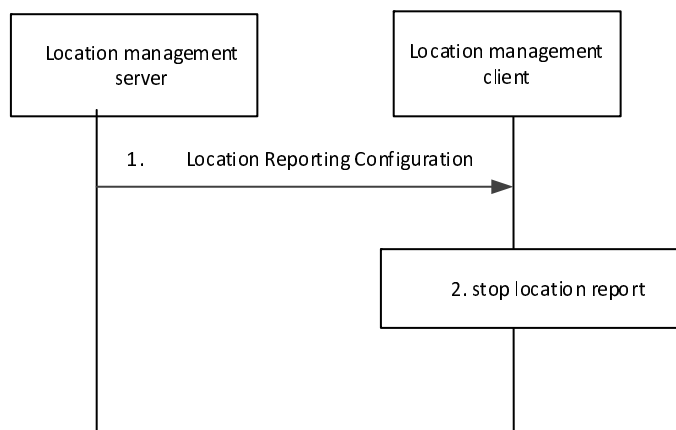 Location management
server
Location management
client
1. Location Reporting Configuration
2. stop location report